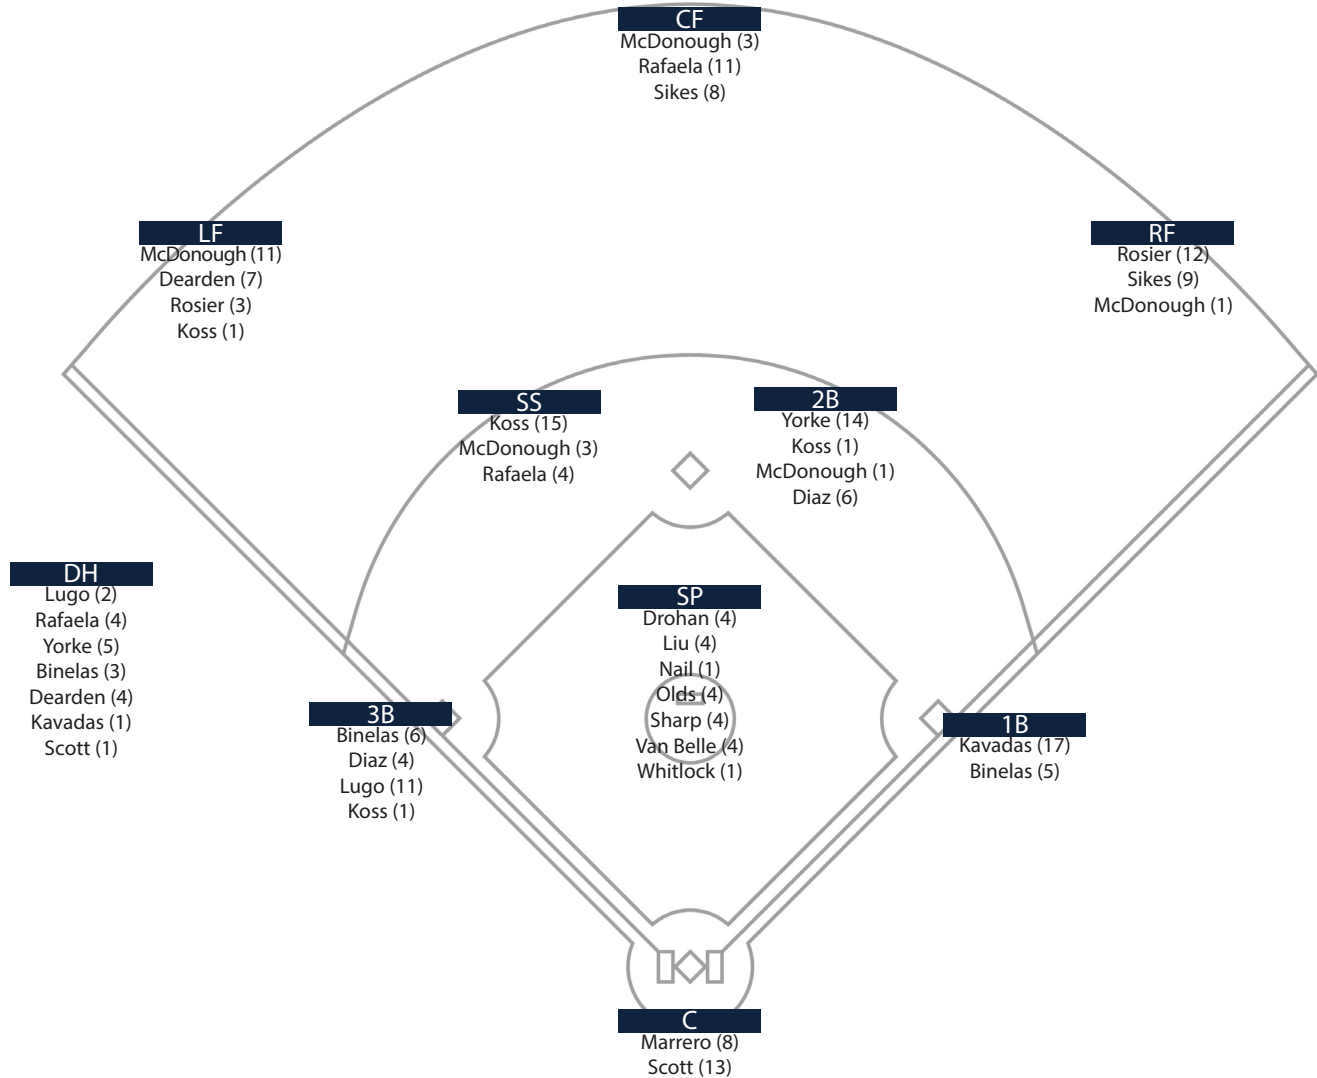 CF
McDonough (3)
Rafaela (11)
Sikes (8)
LF
McDonough (11)
Dearden (7)
Rosier (3)
Koss (1)
RF
Rosier (12)
Sikes (9)
McDonough (1)
SS
Koss (15)
McDonough (3)
Rafaela (4)
2B
Yorke (14)
Koss (1)
McDonough (1)
Diaz (6)
DH
Lugo (2)
Rafaela (4)
Yorke (5)
Binelas (3)
Dearden (4)
Kavadas (1)
Scott (1)
SP
Drohan (4)
Liu (4)
Nail (1)
Olds (4)
Sharp (4)
Van Belle (4)
Whitlock (1)
3B
Binelas (6)
Diaz (4)
Lugo (11)
Koss (1)
1B
Kavadas (17)
Binelas (5)
C
Marrero (8)
Scott (13)